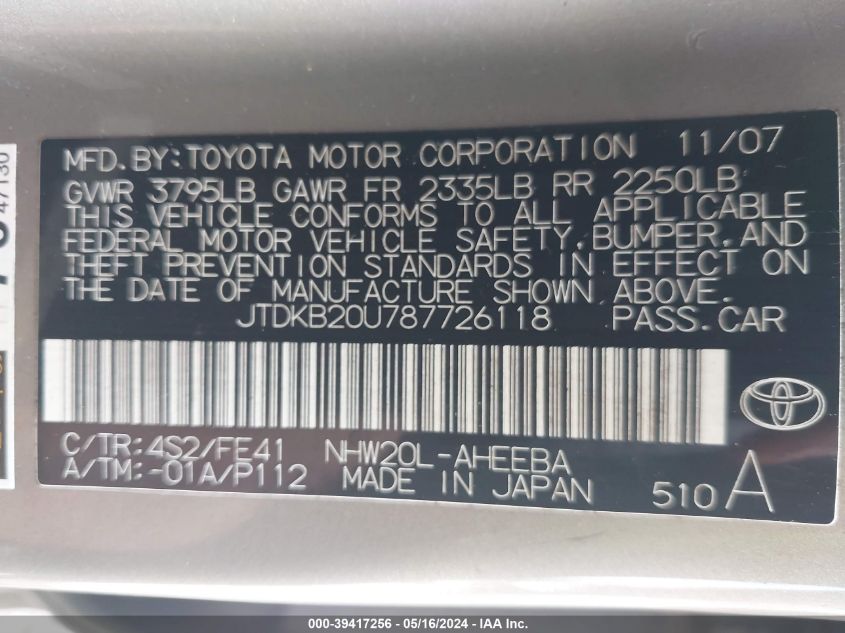 MFD. BY: TOYOTA MOTOR CORPORATION 11/07
GVWR 3795LB GAWR FR 2335LB RR 2250LB
THIS VEHICLE CONFORMS TO ALL APPLICABLE
FEDERAL MOTOR VEHICLE SAFETY, BUMPER, AND
THEFT PREVENTION STANDARDS IN EFFECT ON
THE DATE OF MANUFACTURE SHOWN ABOVE.
JTDKB20U787726118 PASS. CAR
C/TR: 4S2/FE41 NHW20L-AHEEBA
A/TM: -01A/P112 MADE IN JAPAN
510 A
47130
000-39417256 - 05/16/2024 - IAA Inc.